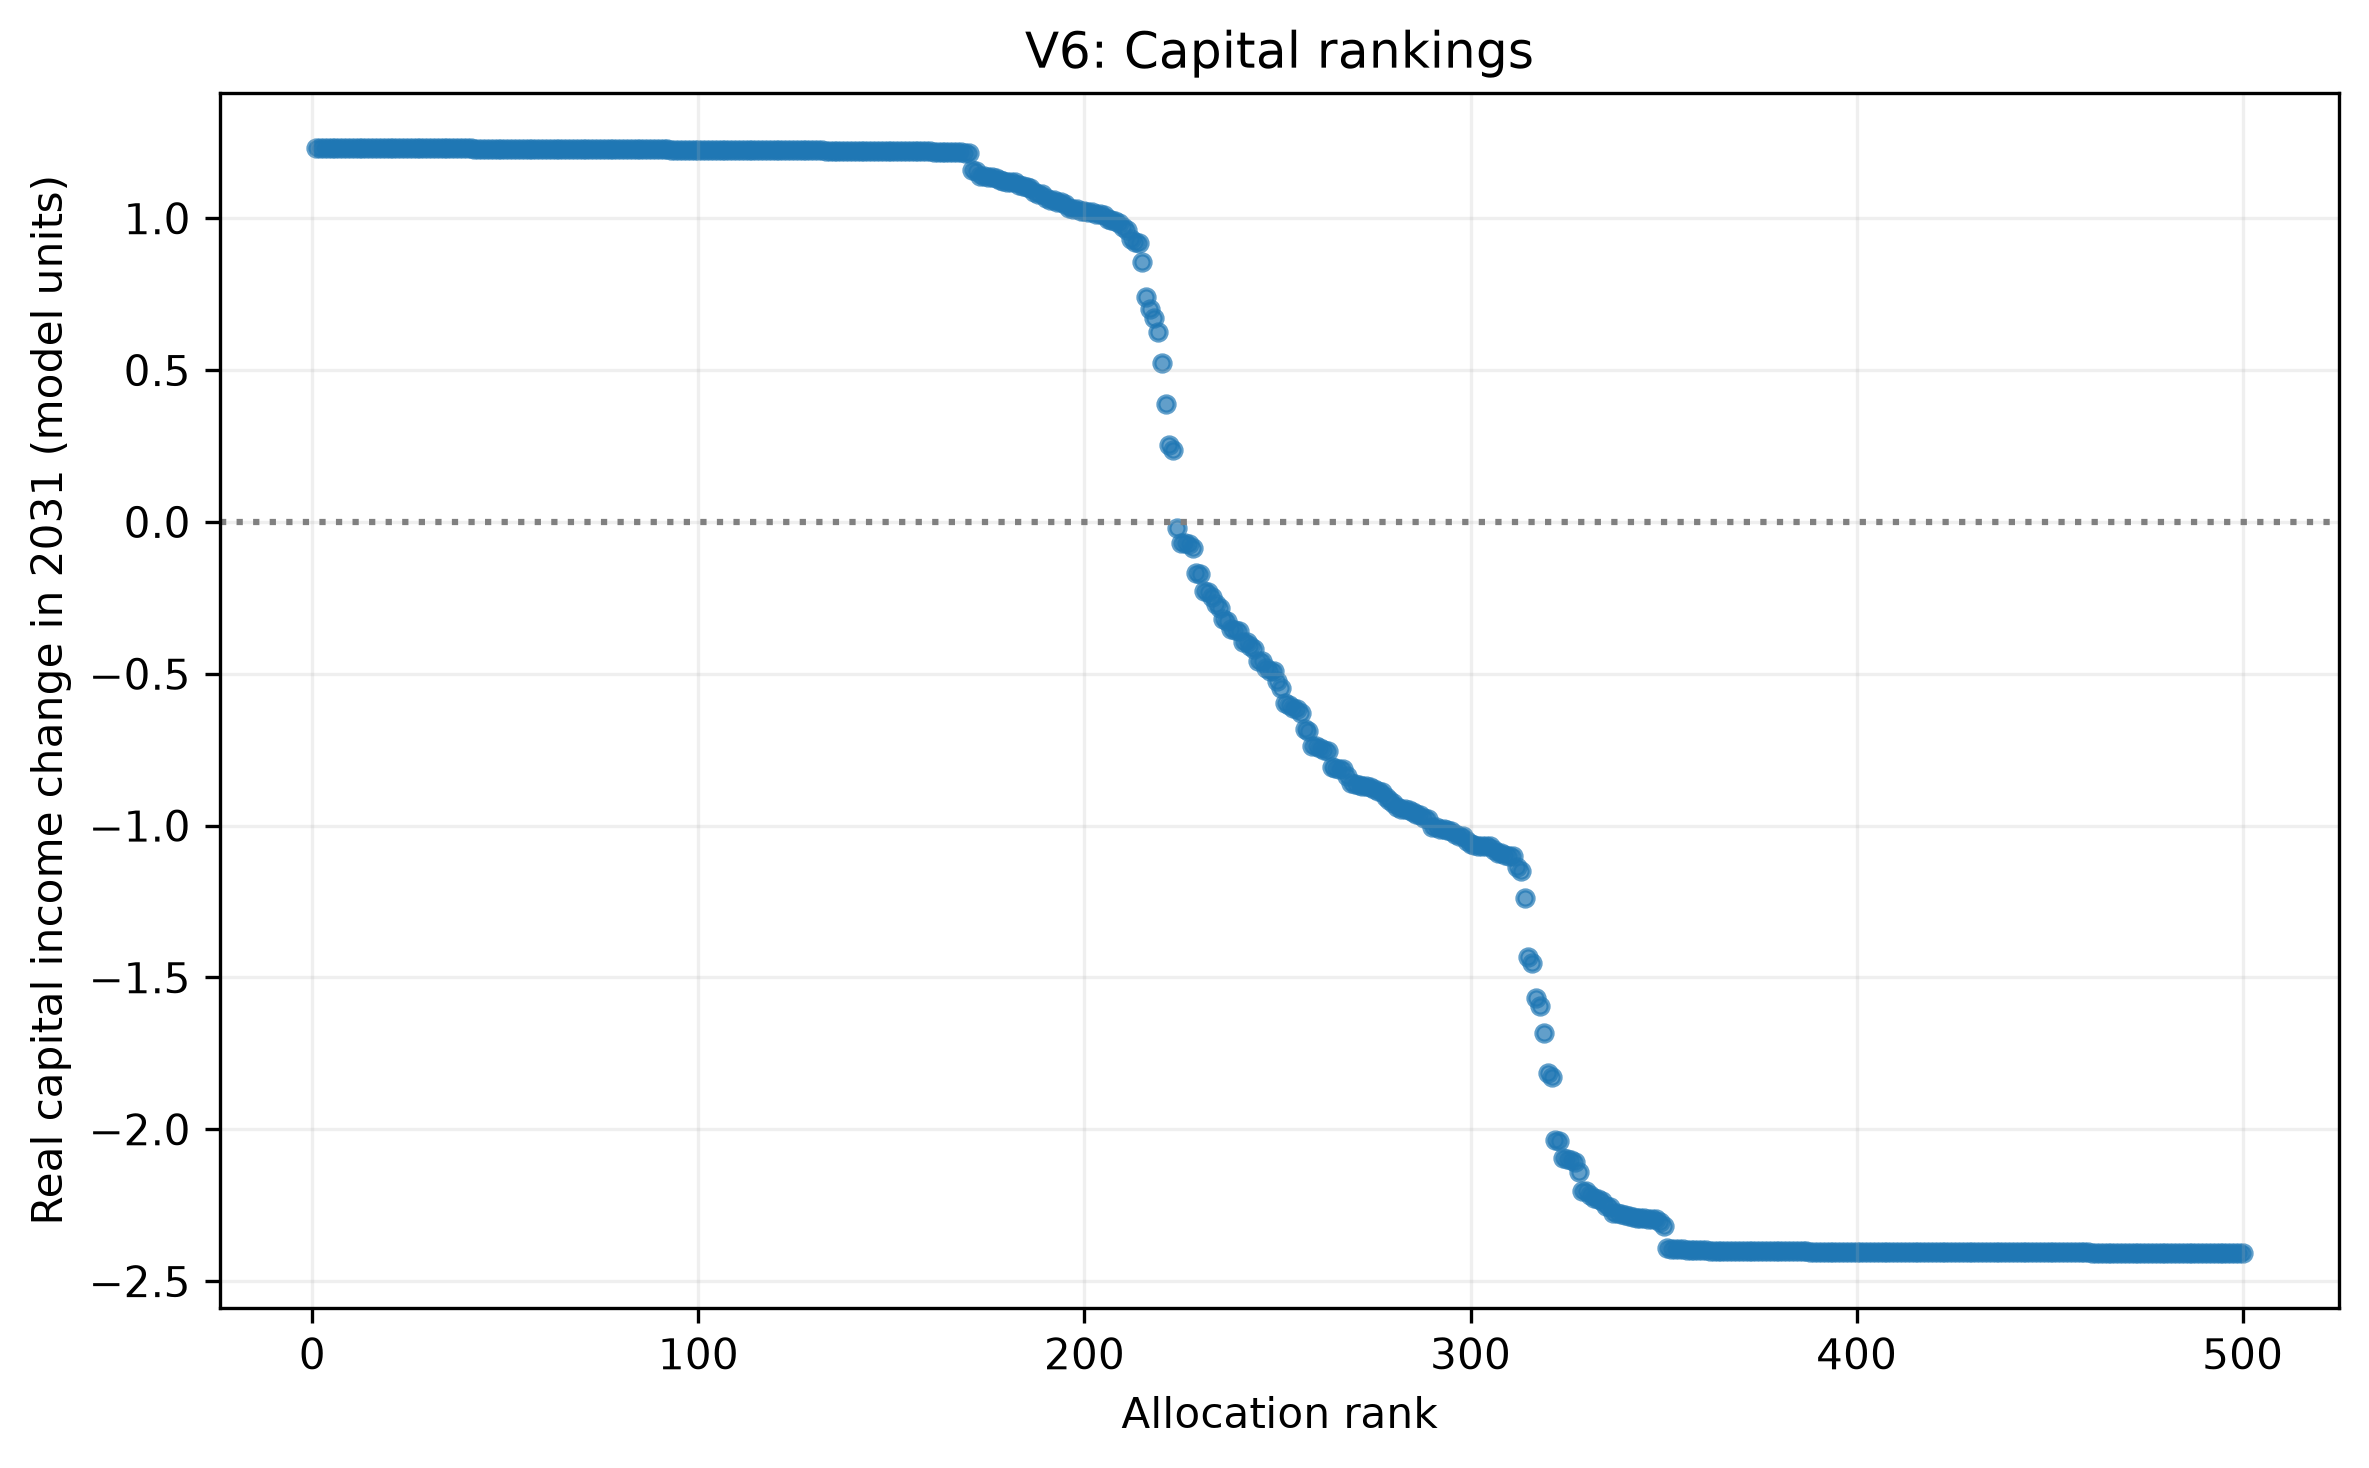 V6: Capital rankings
Real capital income change in 2031 (model units)
1.0
0.5
0.0
−0.5
−1.0
−1.5
−2.0
−2.5
0 100 200 300 400 500
Allocation rank